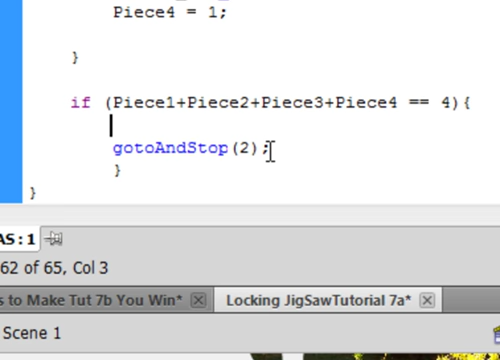 Piece4 = 1;
}
if (Piece1+Piece2+Piece3+Piece4 == 4){
gotoAndStop(2);
}
}
AS:1
62 of 65, Col 3
s to Make Tut 7b You Win* Locking JigSawTutorial 7a*
Scene 1